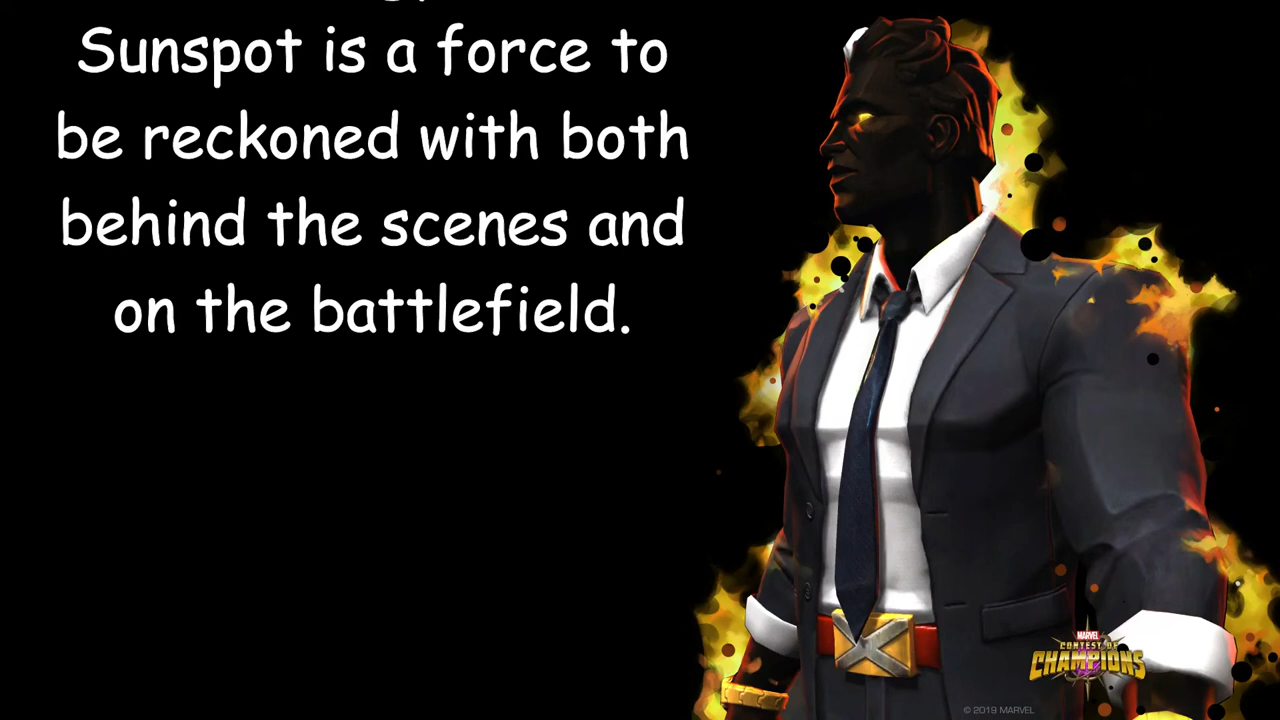 Sunspot is a force to
be reckoned with both
behind the scenes and
on the battlefield.
MARVEL
CONTEST OF
CHAMPIONS
© 2019 MARVEL